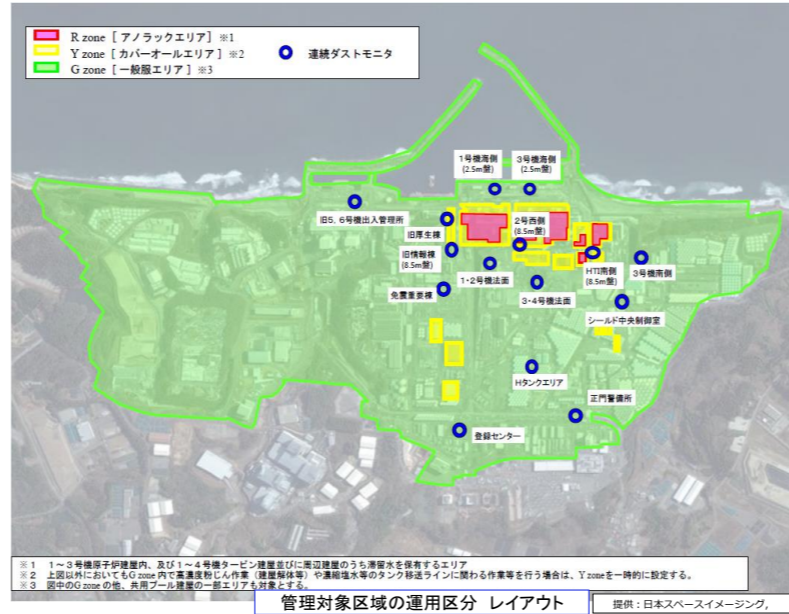 R zone [ アノラックエリア ] ※1
Y zone [ カバーオールエリア ] ※2
G zone [ 一般服エリア ] ※3
連続ダストモニタ
1号機海側
(2.5m盤)
3号機海側
(2.5m盤)
旧5、6号機出入管理所
旧厚生棟
2号西側
(8.5m盤)
旧情報棟
(8.5m盤)
1・2号機法面
HTI南側
(8.5m盤)
3号機南側
免震重要棟
3・4号機法面
シールド中央制御室
Hタンクエリア
正門警備所
登録センター
※1 1～3号機原子炉建屋内、及び1～4号機タービン建屋並びに周辺建屋のうち滞留水を保有するエリア
※2 上図以外においてもG zone 内で高濃度粉じん作業（建屋解体等）や濃縮塩水等のタンク移送ラインに関わる作業等を行う場合は、Y zoneを一時的に設定する。
※3 図中のG zone の他、共用プール建屋の一部エリアも対象とする。
管理対象区域の運用区分 レイアウト
提供：日本スペースイメージング,